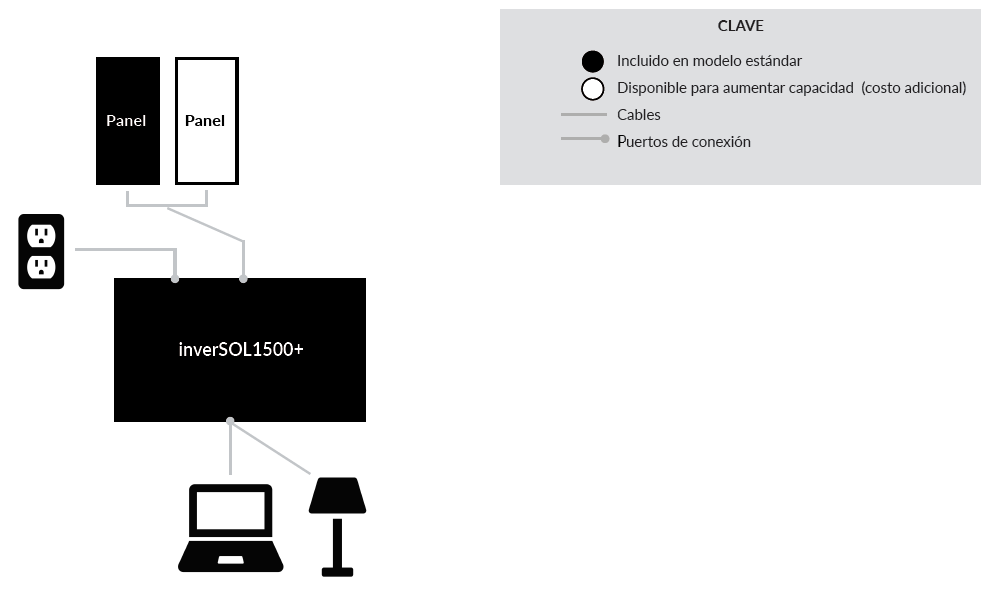 CLAVE
Incluido en modelo estándar
Disponible para aumentar capacidad (costo adicional)
Cables
Puertos de conexión
Panel
Panel
inverSOL1500+